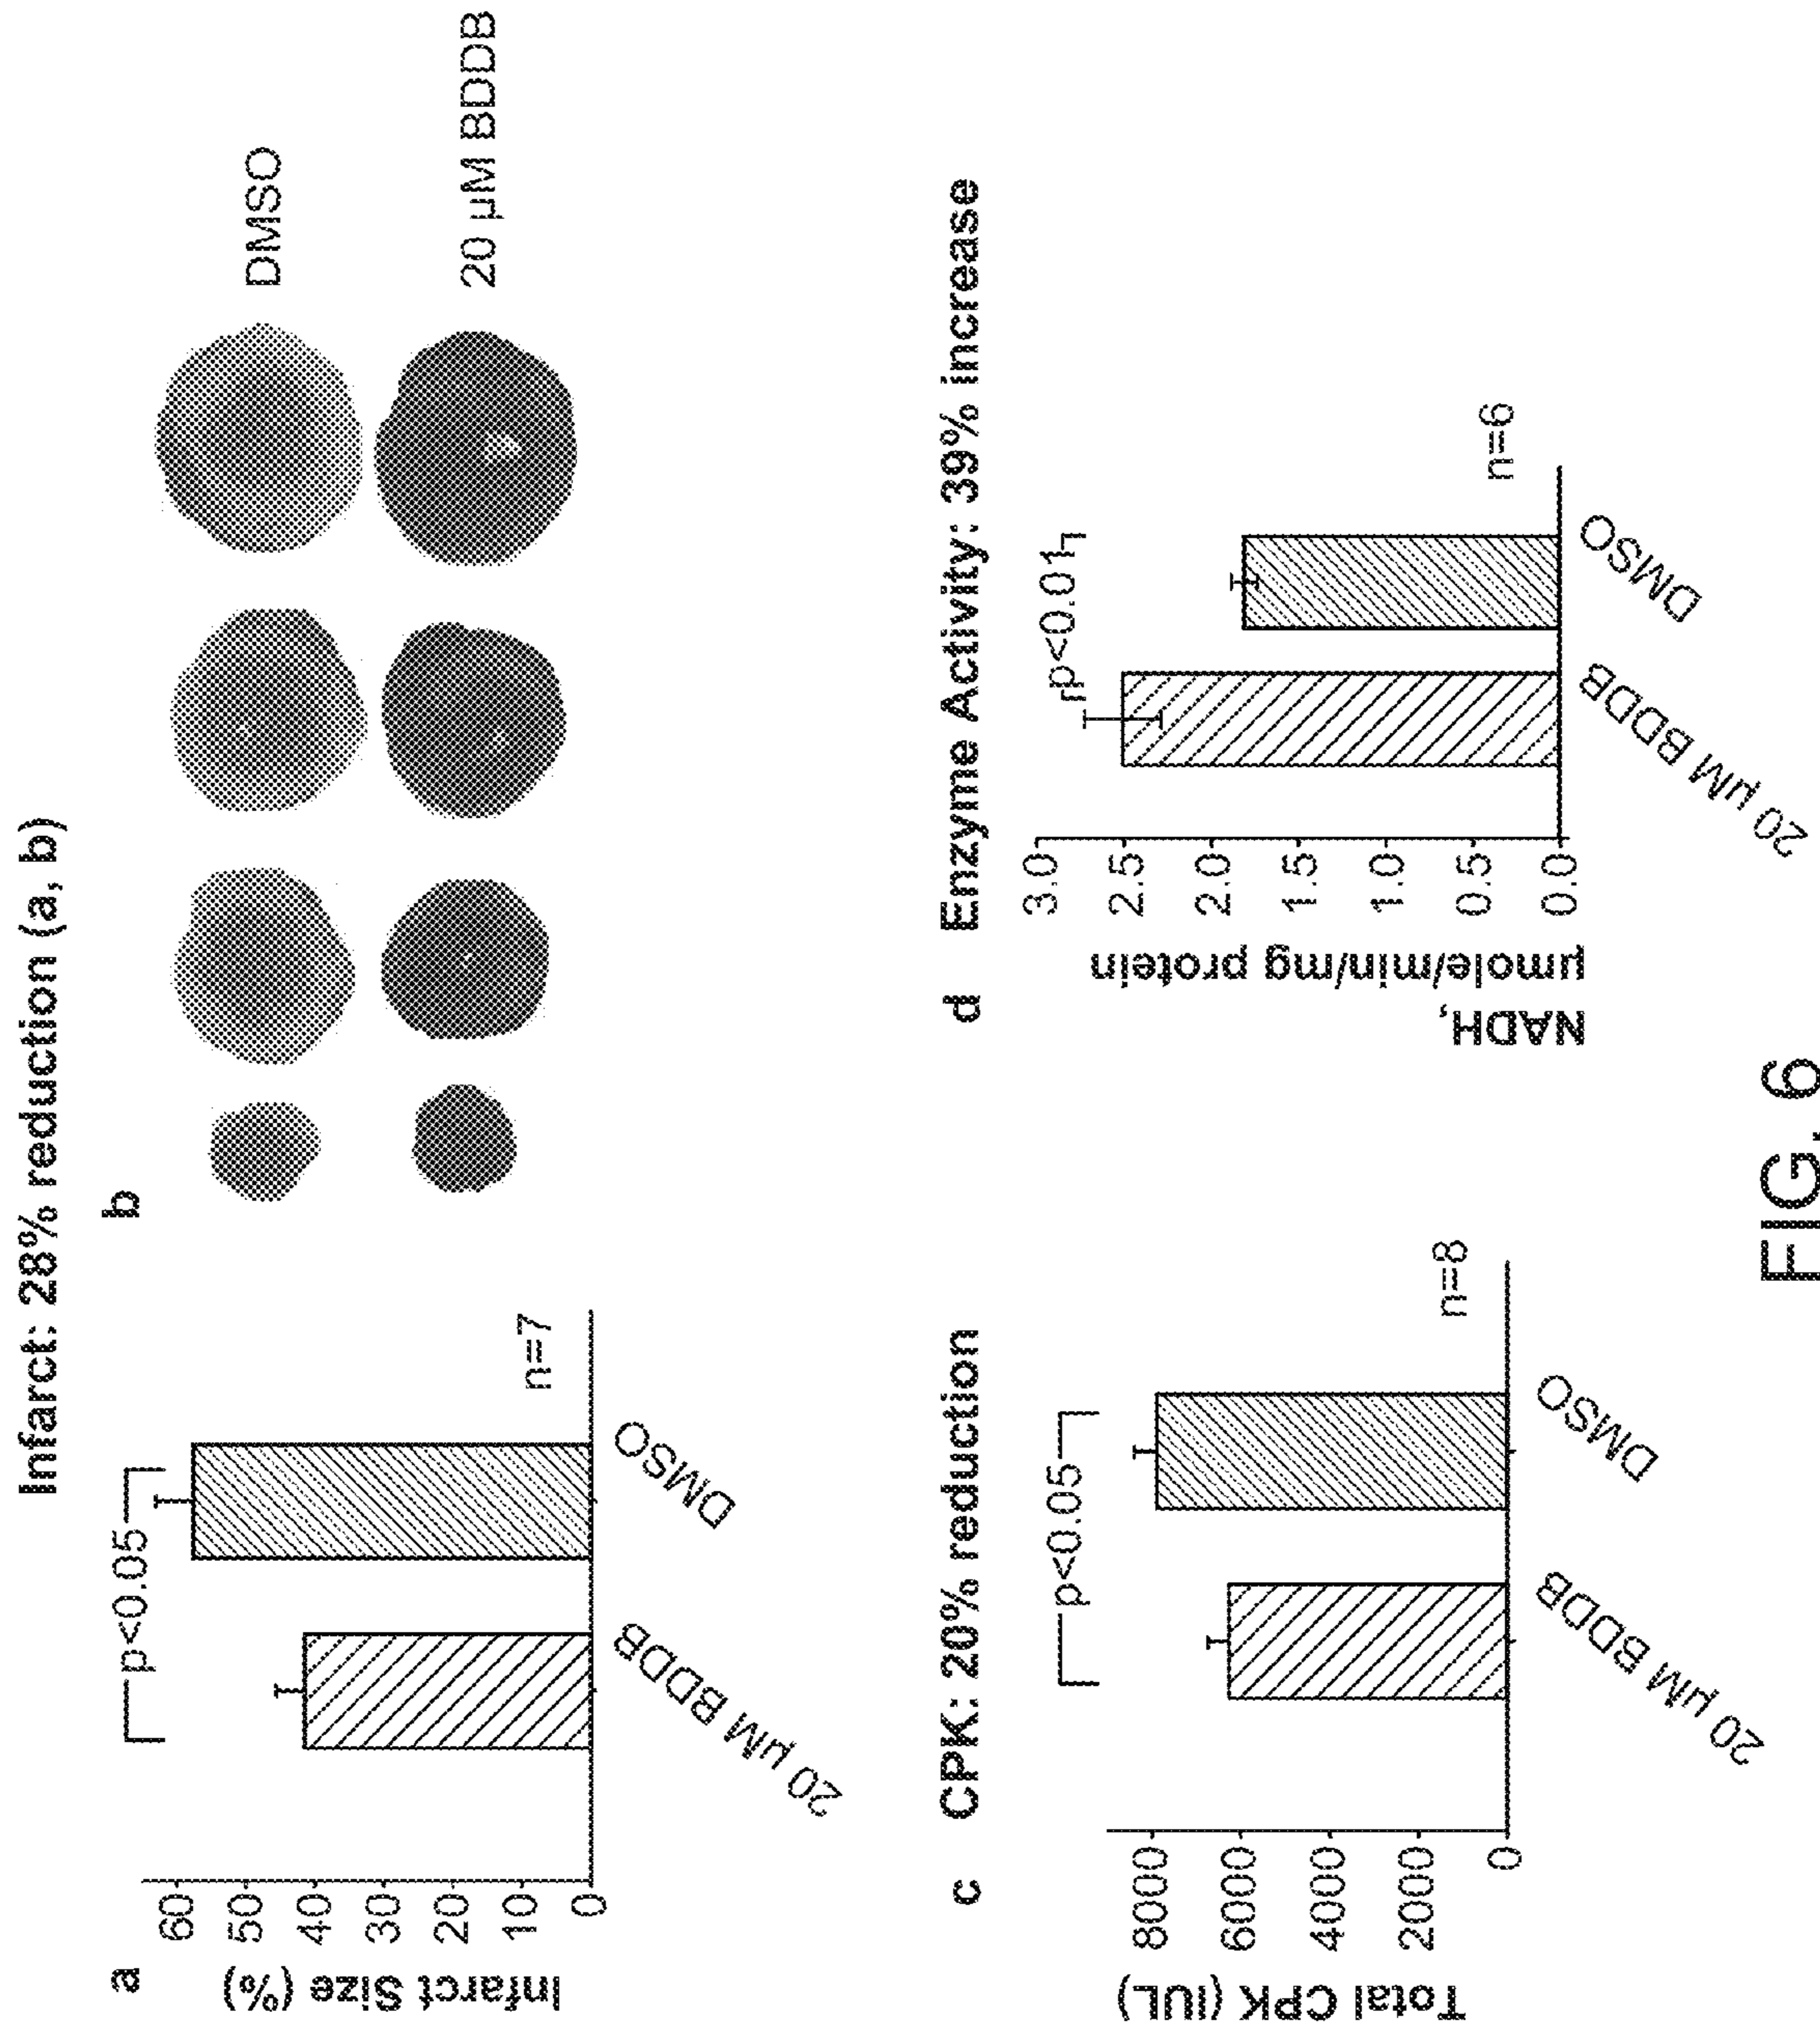 Infarct: 28% reduction (a, b)
a
Infarct Size (%)
60
50
40
30
20
10
0
p<0.05
n=7
20 µM BDDB
DMSO
b
DMSO
20 µM BDDB
c CPK: 20% reduction
Total CPK (IUL)
8000
6000
4000
2000
0
p<0.05
n=8
20 µM BDDB
DMSO
d Enzyme Activity: 39% increase
NADH,
µmole/min/mg protein
3.0
2.5
2.0
1.5
1.0
0.5
0.0
p<0.01
n=6
20 µM BDDB
DMSO
FIG. 6